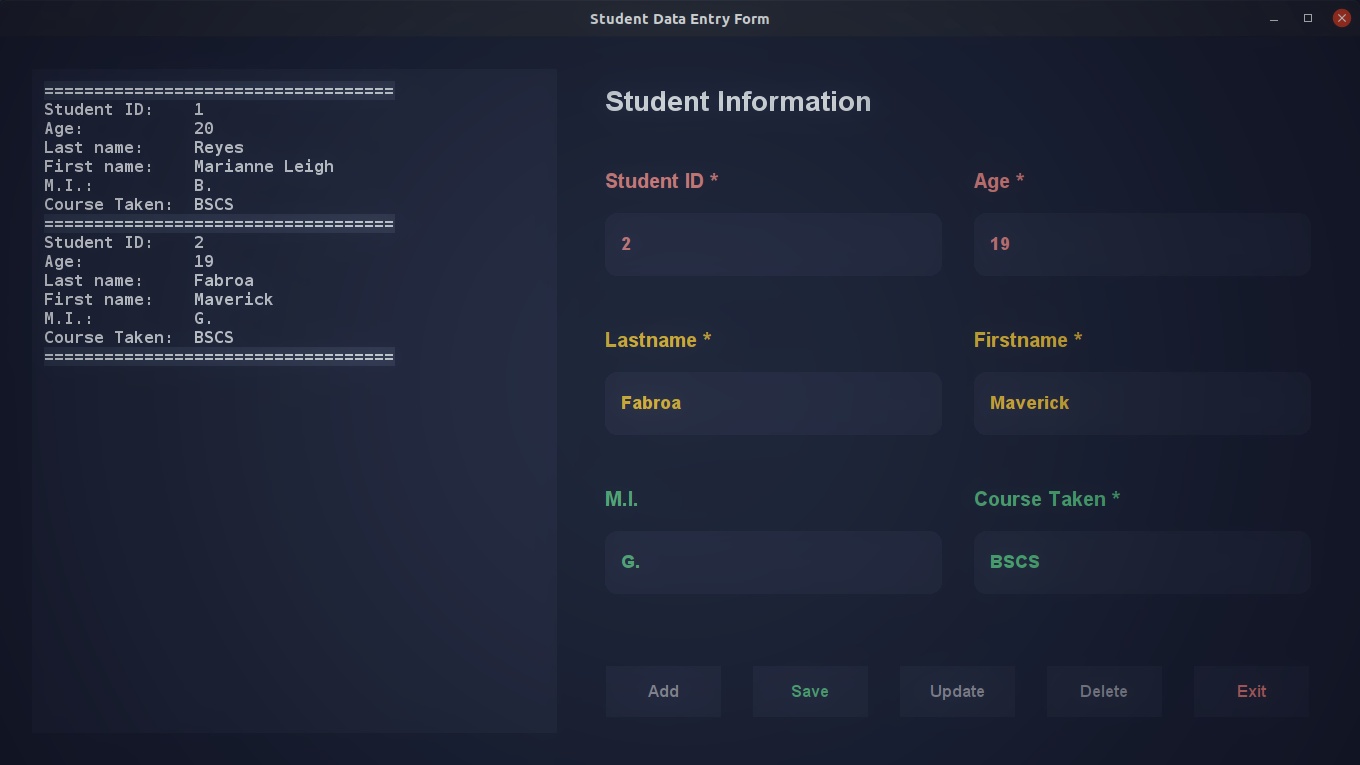 Student Data Entry Form
===================================
Student ID: 1
Age: 20
Last name: Reyes
First name: Marianne Leigh
M.I.: B.
Course Taken: BSCS
===================================
Student ID: 2
Age: 19
Last name: Fabroa
First name: Maverick
M.I.: G.
Course Taken: BSCS
===================================
Student Information
Student ID * Age *
2 19
Lastname * Firstname *
Fabroa Maverick
M.I. Course Taken *
G. BSCS
Add Save Update Delete Exit